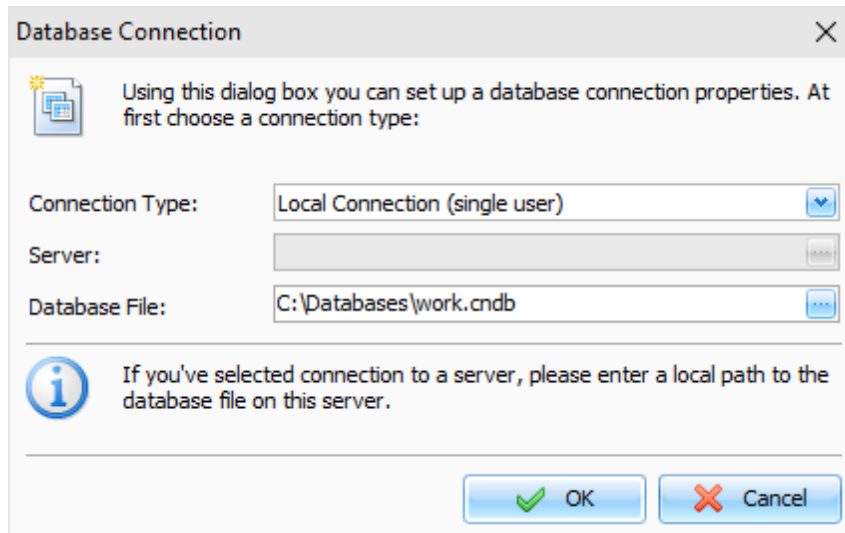 Database Connection
Using this dialog box you can set up a database connection properties. At
first choose a connection type:
Connection Type: Local Connection (single user)
Server:
Database File: C:\Databases\work.cndb
If you've selected connection to a server, please enter a local path to the
database file on this server.
OK Cancel